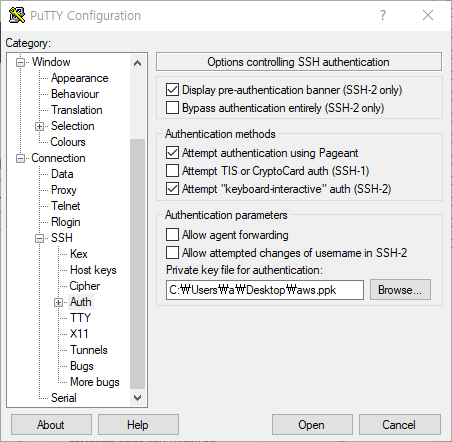 PuTTY Configuration
Category:
Window
Appearance
Behaviour
Translation
Selection
Colours
Connection
Data
Proxy
Telnet
Rlogin
SSH
Kex
Host keys
Cipher
Auth
TTY
X11
Tunnels
Bugs
More bugs
Serial
Options controlling SSH authentication
Display pre-authentication banner (SSH-2 only)
Bypass authentication entirely (SSH-2 only)
Authentication methods
Attempt authentication using Pageant
Attempt TIS or CryptoCard auth (SSH-1)
Attempt "keyboard-interactive" auth (SSH-2)
Authentication parameters
Allow agent forwarding
Allow attempted changes of username in SSH-2
Private key file for authentication:
C:₩Users₩a₩Desktop₩aws.ppk
Browse...
About
Help
Open
Cancel